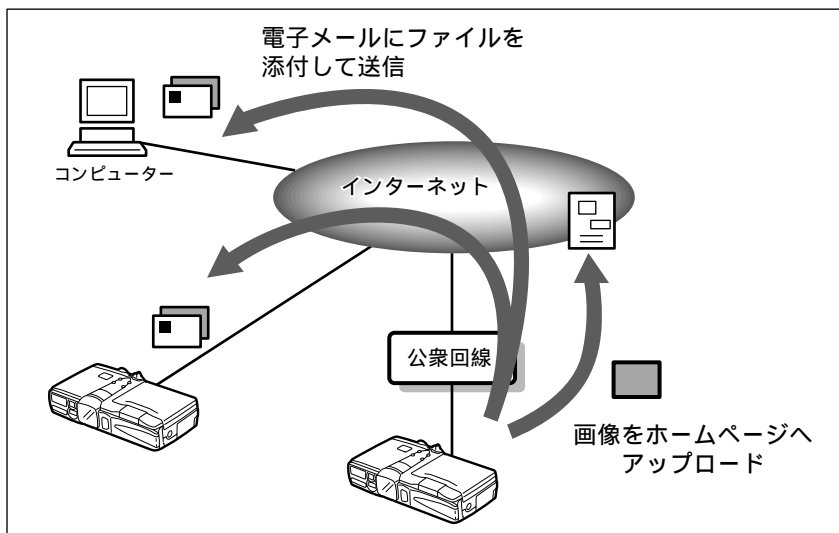 電子メールにファイルを
添付して送信
コンピューター
インターネット
公衆回線
画像をホームページへ
アップロード